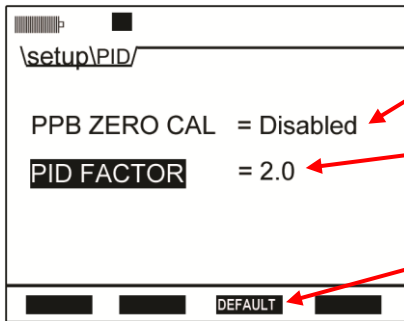 \setup\PID/
PPB ZERO CAL = Disabled
PID FACTOR = 2.0
DEFAULT